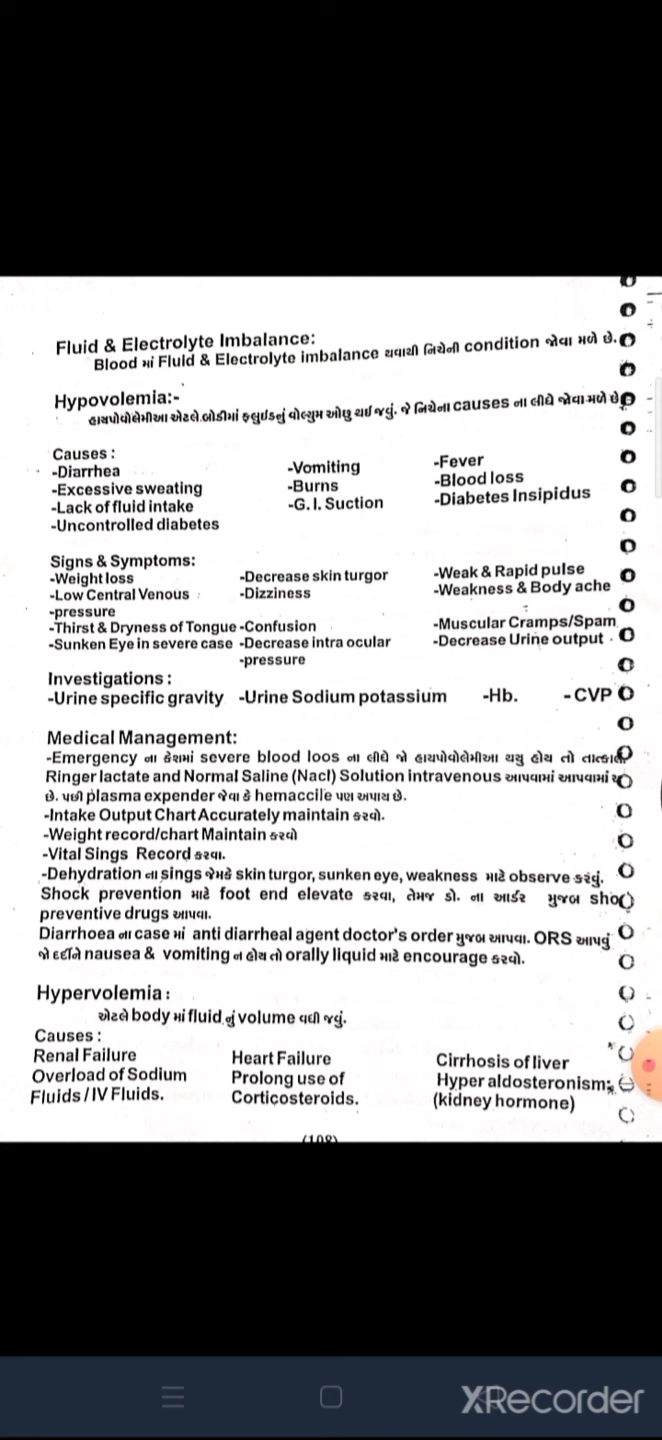 Fluid & Electrolyte Imbalance:
Blood માં Fluid & Electrolyte imbalance થવાથી નિચેની condition જોવા મળે છે.
Hypovolemia:-
હાયપોવોલેમીઆ એટલે બોડીમાં ફલુઇડનું વોલ્યુમ ઓછુ થઈ જવું. જે નિચેના causes ના લીધે જોવા મળે છે
Causes :
-Diarrhea -Vomiting -Fever
-Excessive sweating -Burns -Blood loss
-Lack of fluid intake -G. I. Suction -Diabetes Insipidus
-Uncontrolled diabetes
Signs & Symptoms:
-Weight loss -Decrease skin turgor -Weak & Rapid pulse
-Low Central Venous -Dizziness -Weakness & Body ache
-pressure
-Thirst & Dryness of Tongue -Confusion -Muscular Cramps/Spam
-Sunken Eye in severe case -Decrease intra ocular -Decrease Urine output
-pressure
Investigations :
-Urine specific gravity -Urine Sodium potassium -Hb. - CVP
Medical Management:
-Emergency ના કેશમાં severe blood loos ના લીધે જો હાયપોવોલેમીઆ થયુ હોય તો તાત્કાલી
Ringer lactate and Normal Saline (Nacl) Solution intravenous આપવામાં આપવામાં
છે. પછી plasma expender જેવા કે hemaccile પણ અપાય છે.
-Intake Output Chart Accurately maintain કરવો.
-Weight record/chart Maintain કરવો
-Vital Sings Record કરવા.
-Dehydration ના sings જેમકે skin turgor, sunken eye, weakness માટે observe કરવું.
Shock prevention માટે foot end elevate કરવા, તેમજ ડો. ના આર્ડર મુજબ sho
preventive drugs આપવા.
Diarrhoea ના case માં anti diarrheal agent doctor's order મુજબ આપવા. ORS આપવું
જો દર્દીને nausea & vomiting ન હોય તો orally liquid માટે encourage કરવો.
Hypervolemia :
એટલે body માં fluid નું volume વધી જવું.
Causes :
Renal Failure Heart Failure Cirrhosis of liver
Overload of Sodium Prolong use of Hyper aldosteronism;
Fluids / IV Fluids. Corticosteroids. (kidney hormone)
(108)
XRecorder